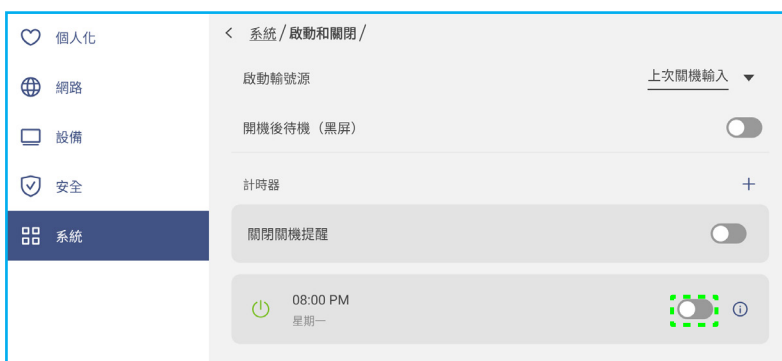 個人化
網路
設備
安全
系統
系統/啟動和關閉/
啟動輸號源
上次關機輸入
開機後待機（黑屏）
計時器
關閉關機提醒
08:00 PM
星期一